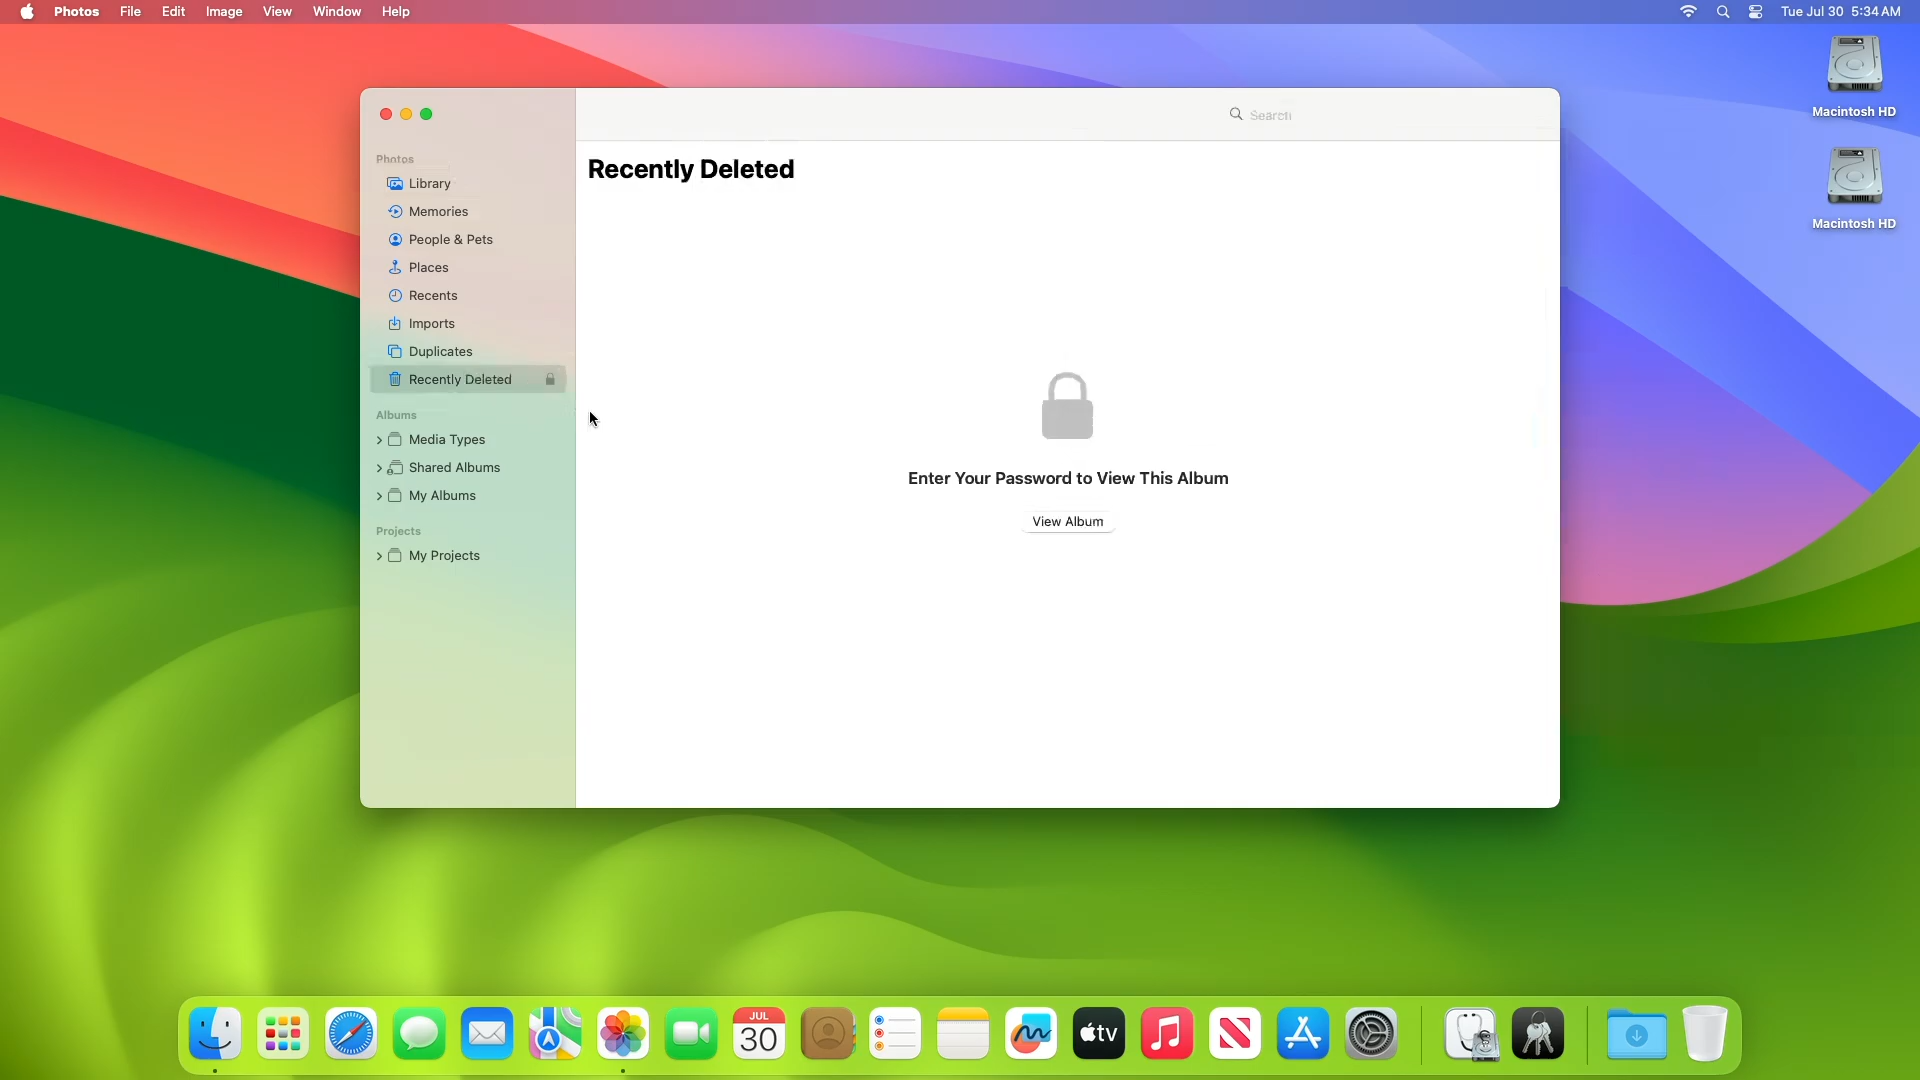 Photos File Edit Image View Window Help
Tue Jul 30 5:34 AM
Macintosh HD
Macintosh HD
Search
Photos
Library
Memories
People & Pets
Places
Recents
Imports
Duplicates
Recently Deleted
Albums
Media Types
Shared Albums
My Albums
Projects
My Projects
Recently Deleted
Enter Your Password to View This Album
View Album
JUL
30
tv